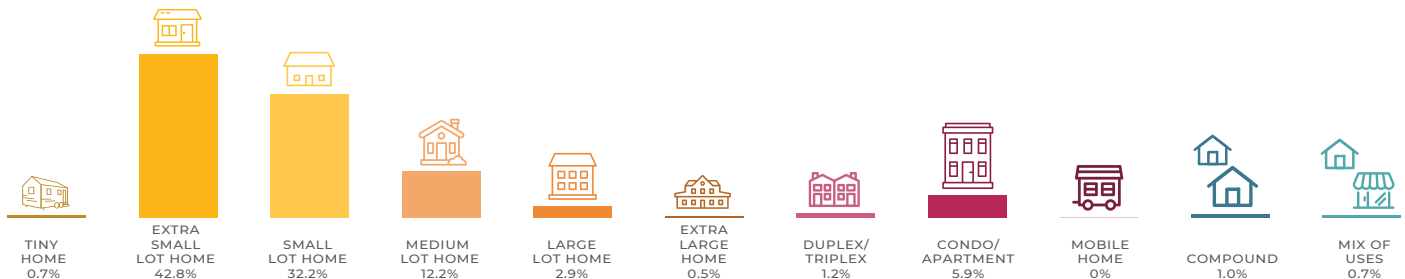 TINY
HOME
0.7%
EXTRA
SMALL
LOT HOME
42.8%
SMALL
LOT HOME
32.2%
MEDIUM
LOT HOME
12.2%
LARGE
LOT HOME
2.9%
EXTRA
LARGE
HOME
0.5%
DUPLEX/
TRIPLEX
1.2%
CONDO/
APARTMENT
5.9%
MOBILE
HOME
0%
COMPOUND
1.0%
MIX OF
USES
0.7%